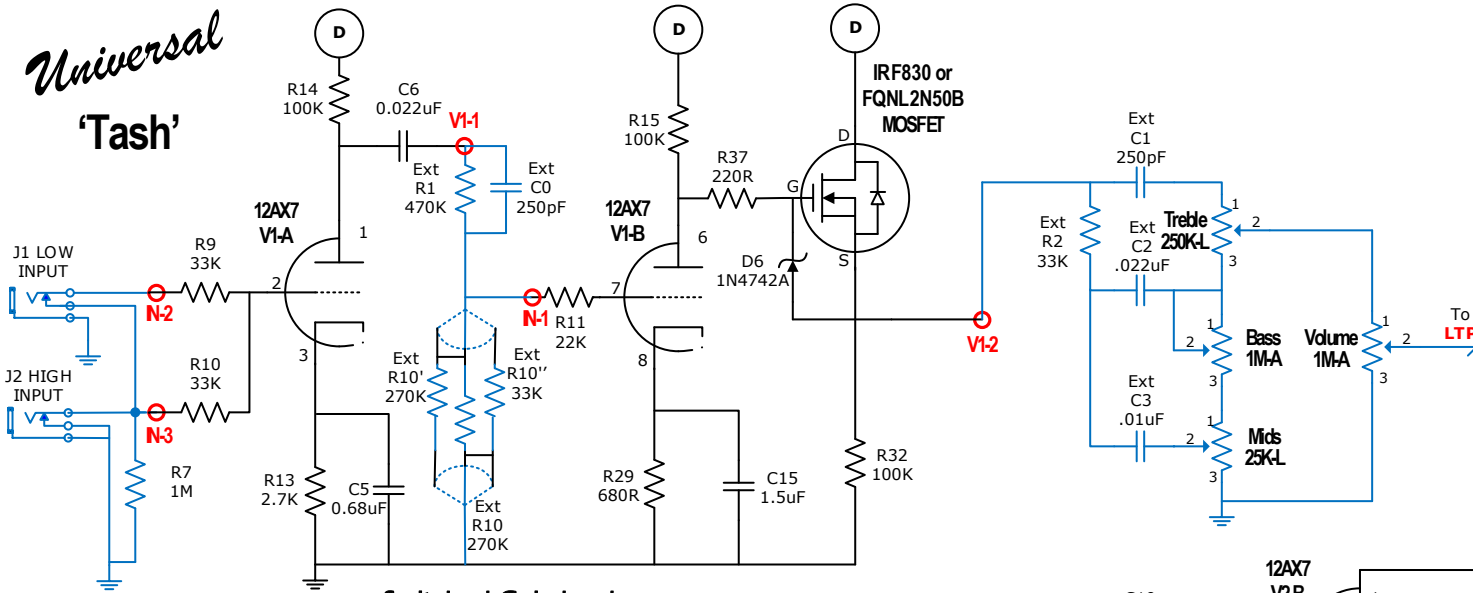 Universal
'Tash'
D
R14
100K
C6
0.022uF
V1-1
Ext
R1
470K
Ext
C0
250pF
12AX7
V1-A
1
2
3
J1 LOW
INPUT
R9
33K
IN-2
J2 HIGH
INPUT
R10
33K
IN-3
R7
1M
R13
2.7K
C5
0.68uF
Ext
R10'
270K
Ext
R10''
33K
Ext
R10
270K
IN-1
R11
22K
D
R15
100K
12AX7
V1-B
6
7
8
R29
680R
C15
1.5uF
R37
220R
D
IRF830 or
FQNL2N50B
MOSFET
D
G
S
D6
1N4742A
R32
100K
V1-2
Ext
C1
250pF
Ext
R2
33K
Ext
C2
.022uF
Treble
250K-L
1
2
3
Ext
C3
.01uF
Bass
1M-A
1
2
3
Mids
25K-L
1
2
3
Volume
1M-A
1
2
3
To
12AX7